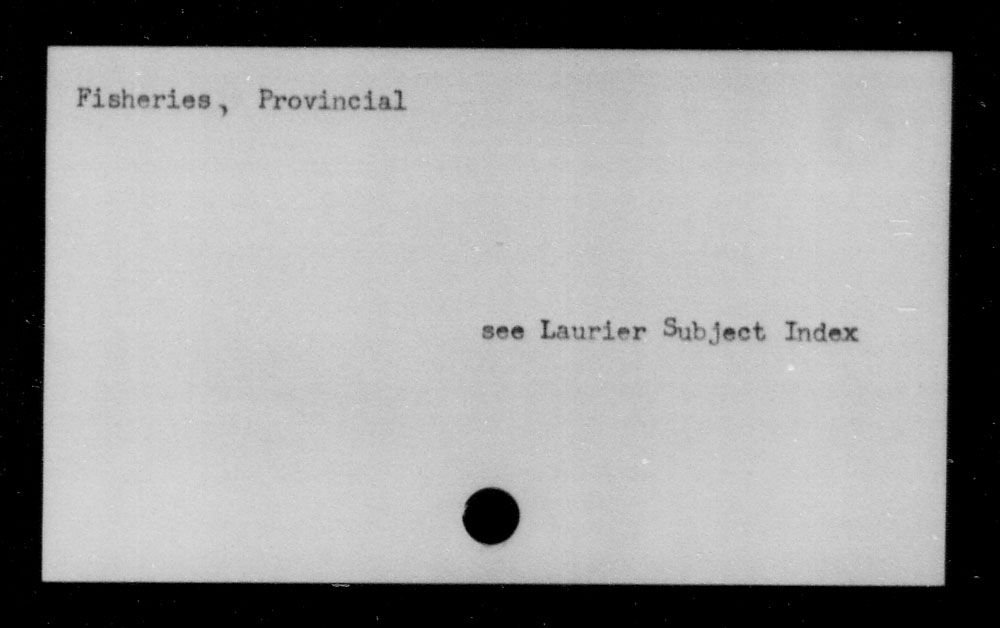 Fisheries, Provincial
see Laurier Subject Index